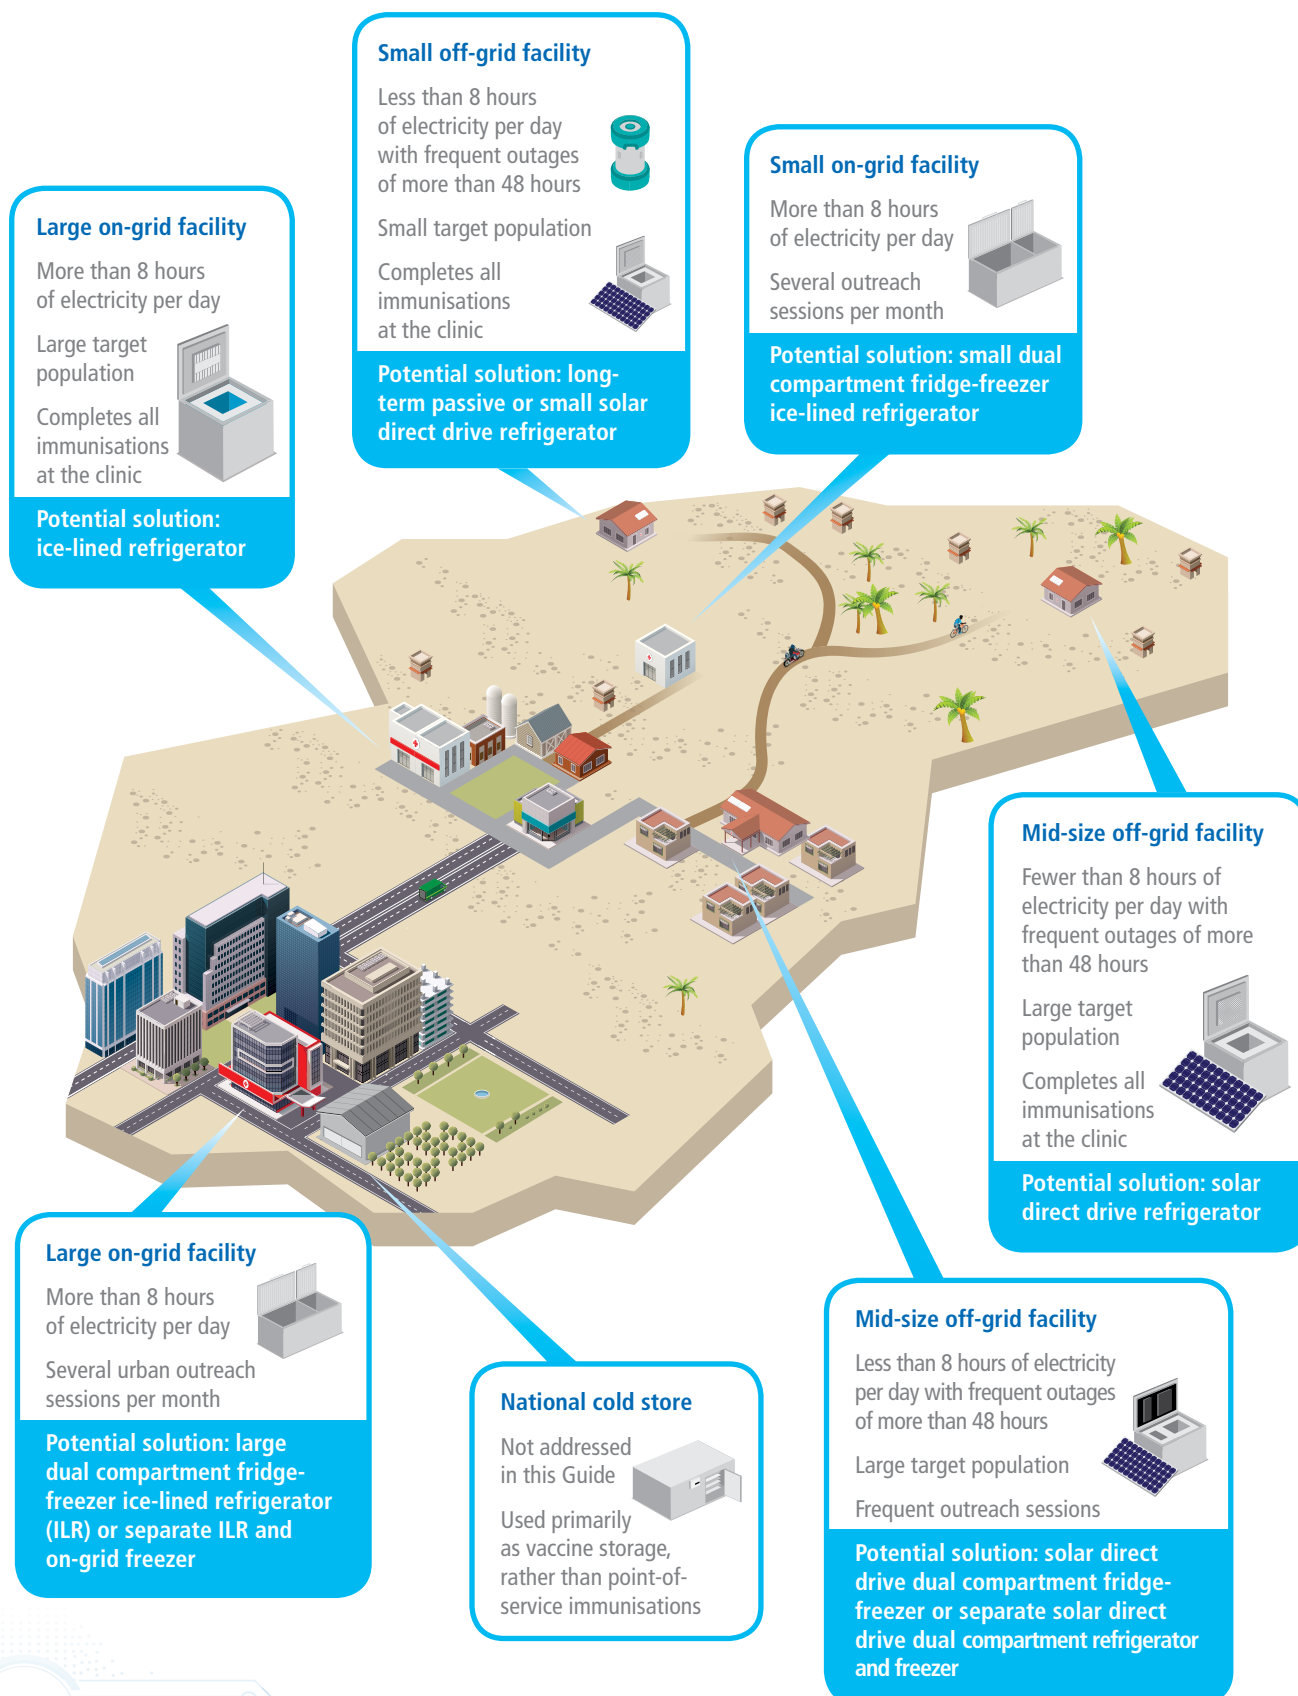 Small off-grid facility
Less than 8 hours
of electricity per day
with frequent outages
of more than 48 hours
Small target population
Completes all
immunisations
at the clinic
Potential solution: long-
term passive or small solar
direct drive refrigerator
Small on-grid facility
More than 8 hours
of electricity per day
Several outreach
sessions per month
Potential solution: small dual
compartment fridge-freezer
ice-lined refrigerator
Large on-grid facility
More than 8 hours
of electricity per day
Large target
population
Completes all
immunisations
at the clinic
Potential solution:
ice-lined refrigerator
Mid-size off-grid facility
Fewer than 8 hours of
electricity per day with
frequent outages of more
than 48 hours
Large target
population
Completes all
immunisations
at the clinic
Potential solution: solar
direct drive refrigerator
Large on-grid facility
More than 8 hours
of electricity per day
Several urban outreach
sessions per month
Potential solution: large
dual compartment fridge-
freezer ice-lined refrigerator
(ILR) or separate ILR and
on-grid freezer
National cold store
Not addressed
in this Guide
Used primarily
as vaccine storage,
rather than point-of-
service immunisations
Mid-size off-grid facility
Less than 8 hours of electricity
per day with frequent outages
of more than 48 hours
Large target population
Frequent outreach sessions
Potential solution: solar direct
drive dual compartment fridge-
freezer or separate solar direct
drive dual compartment refrigerator
and freezer